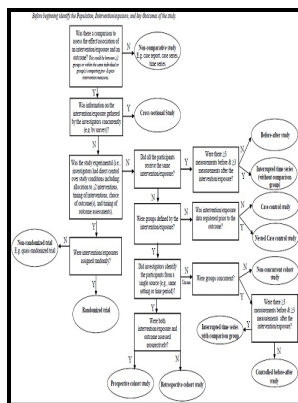 Before beginning identify the Population, Intervention/exposure, and Key Outcomes of the study.
Was there a comparison to
assess the effect/association of
an intervention/exposure and an
outcome?
N
Non-comparative study
E.g. case report, case series,
time series
Y
Was information on the
intervention/exposure gathered
by the investigators concurrently
(e.g. by survey)?
Y
Cross-sectional Study
N
Was the study experimental (i.e.,
investigators had direct control
over study conditions including:
allocation to ≥2 interventions,
timing of interventions, choice
of outcome(s), and timing of
outcome assessments).
N
Did all the participants
receive the same
intervention/exposure?
Y
Were there ≥3
measurements before & ≥3
measurements after the
intervention/exposure?
N
Before-after study
Y
Interrupted time series
(without comparison
group)
N
Were groups defined by the
intervention/exposure?
N
Was intervention/exposure
data registered prior to the
outcome?
N
Case control study
Y
Nested Case control study
Y
Were interventions/exposures
assigned randomly?
N
Non-randomized trial
E.g. quasi-randomized trial
Y
Randomized trial
Y
Did investigators identify
the participants from
a single source (e.g., same
setting or time period)?
N
Were groups concurrent?
N
Non-concurrent cohort
study
Y
Were there
≥3
measurements
before & ≥3
measurements
after the
intervention/exposure?
Y
Interrupted time series
with comparison group
N
Controlled before-after
study
Y
Were both
intervention/exposure
and outcome
assessed
Y
Prospective cohort study
N
Retrospective cohort study